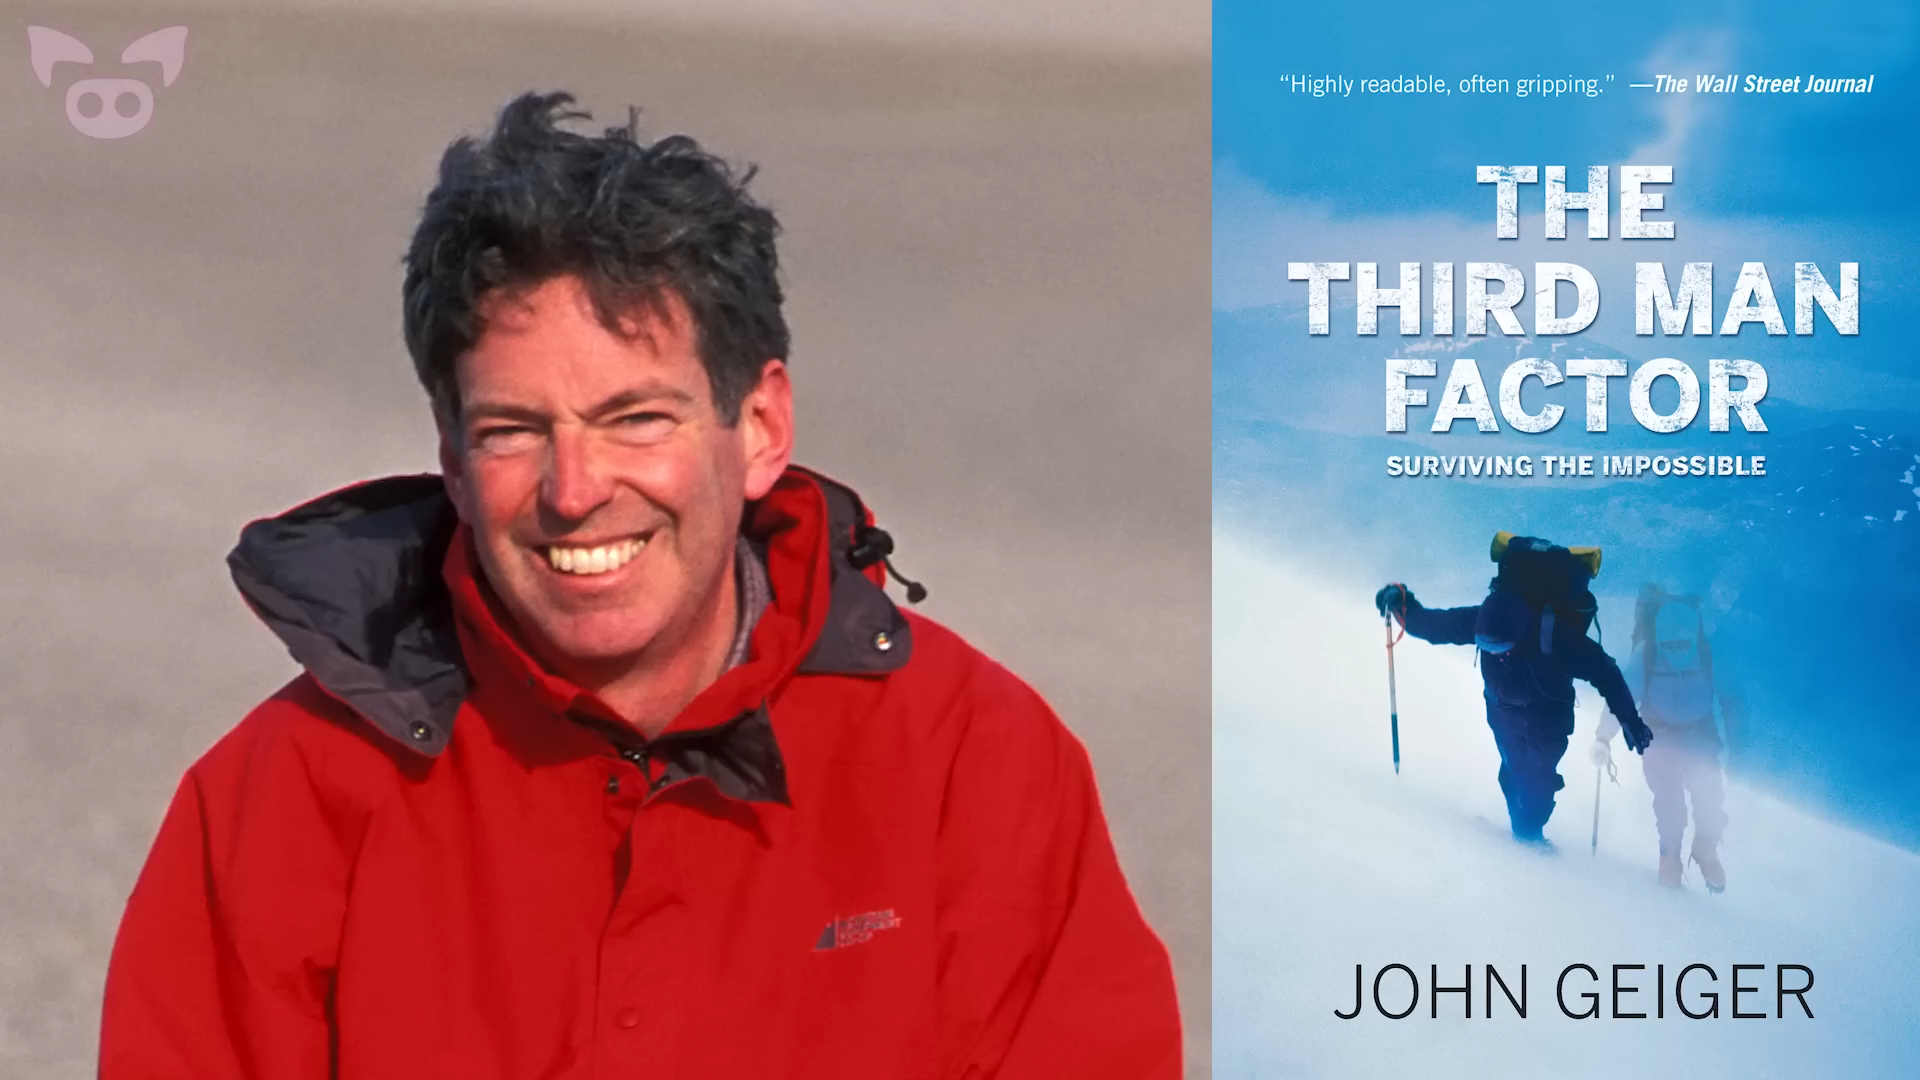 “Highly readable, often gripping.” —The Wall Street Journal
THE
THIRD MAN
FACTOR
SURVIVING THE IMPOSSIBLE
JOHN GEIGER